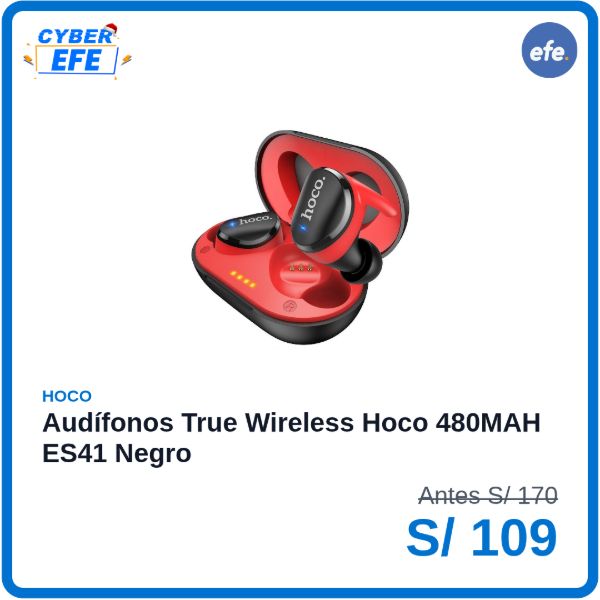 CYBER
EFE
efe.
hoco.
hoco.
HOCO
Audífonos True Wireless Hoco 480MAH
ES41 Negro
Antes S/ 170
S/ 109